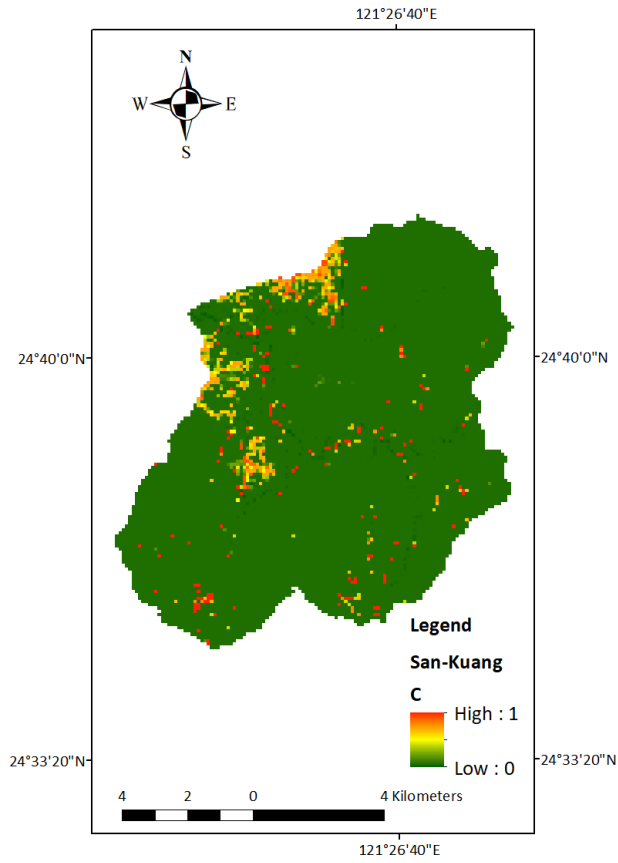 121°26'40"E
N
W E
S
24°40'0"N 24°40'0"N
Legend
San-Kuang
C
High : 1
Low : 0
24°33'20"N 24°33'20"N
4 2 0 4 Kilometers
121°26'40"E